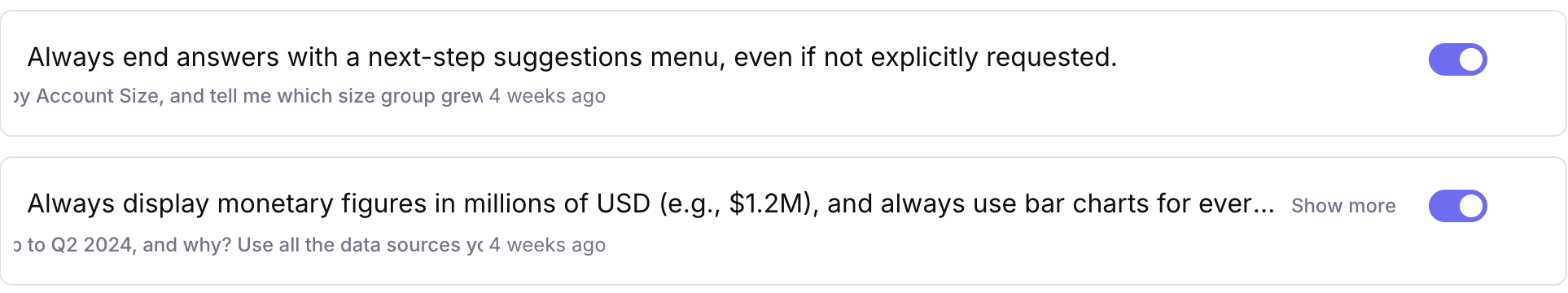 Always end answers with a next-step suggestions menu, even if not explicitly requested.
by Account Size, and tell me which size group grew 4 weeks ago
Always display monetary figures in millions of USD (e.g., $1.2M), and always use bar charts for ever... Show more
to Q2 2024, and why? Use all the data sources 4 weeks ago